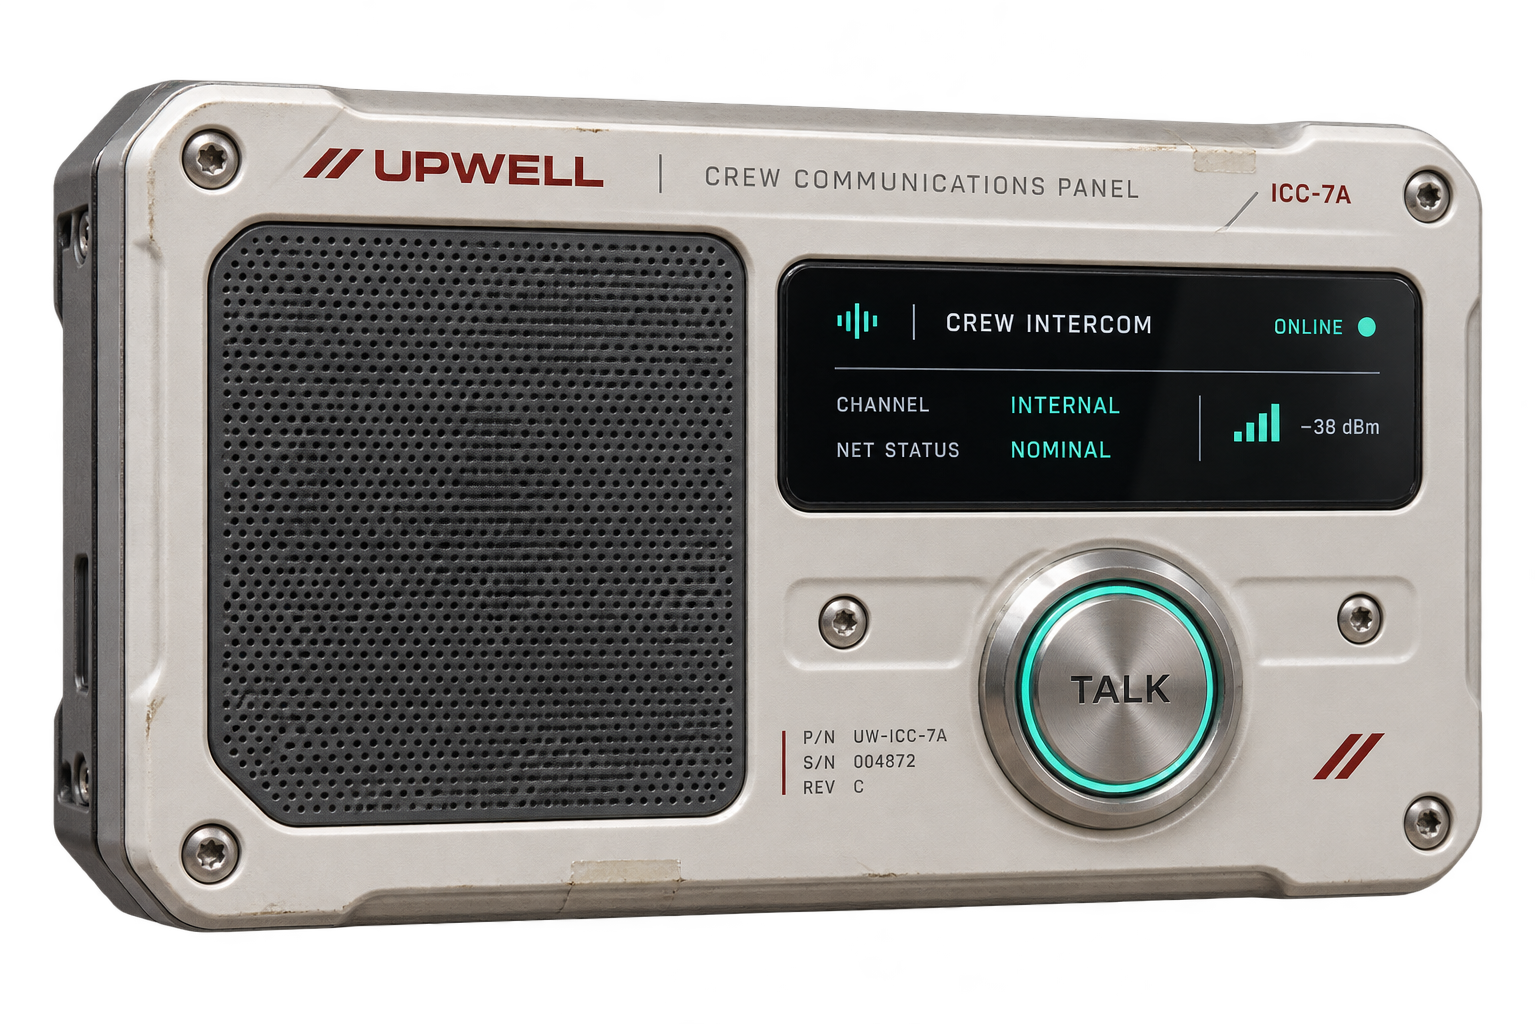 UPWELL
CREW COMMUNICATIONS PANEL
ICC-7A
CREW INTERCOM
ONLINE
CHANNEL INTERNAL
NET STATUS NOMINAL
−38 dBm
TALK
P/N UW-ICC-7A
S/N 004872
REV C